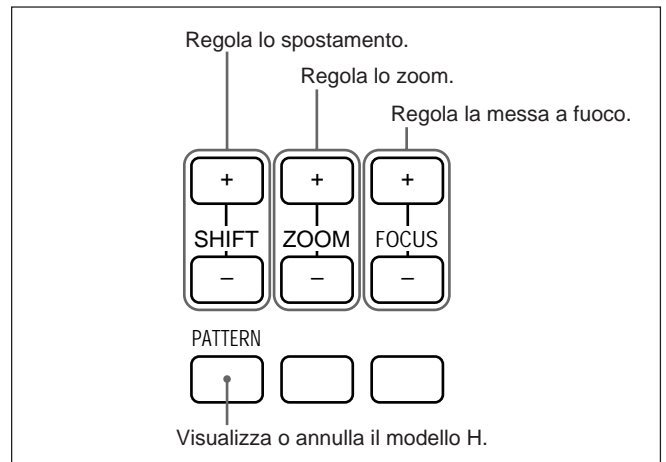 Regola lo spostamento.
Regola lo zoom.
Regola la messa a fuoco.
+ + +
SHIFT ZOOM FOCUS
– – –
PATTERN
Visualizza o annulla il modello H.